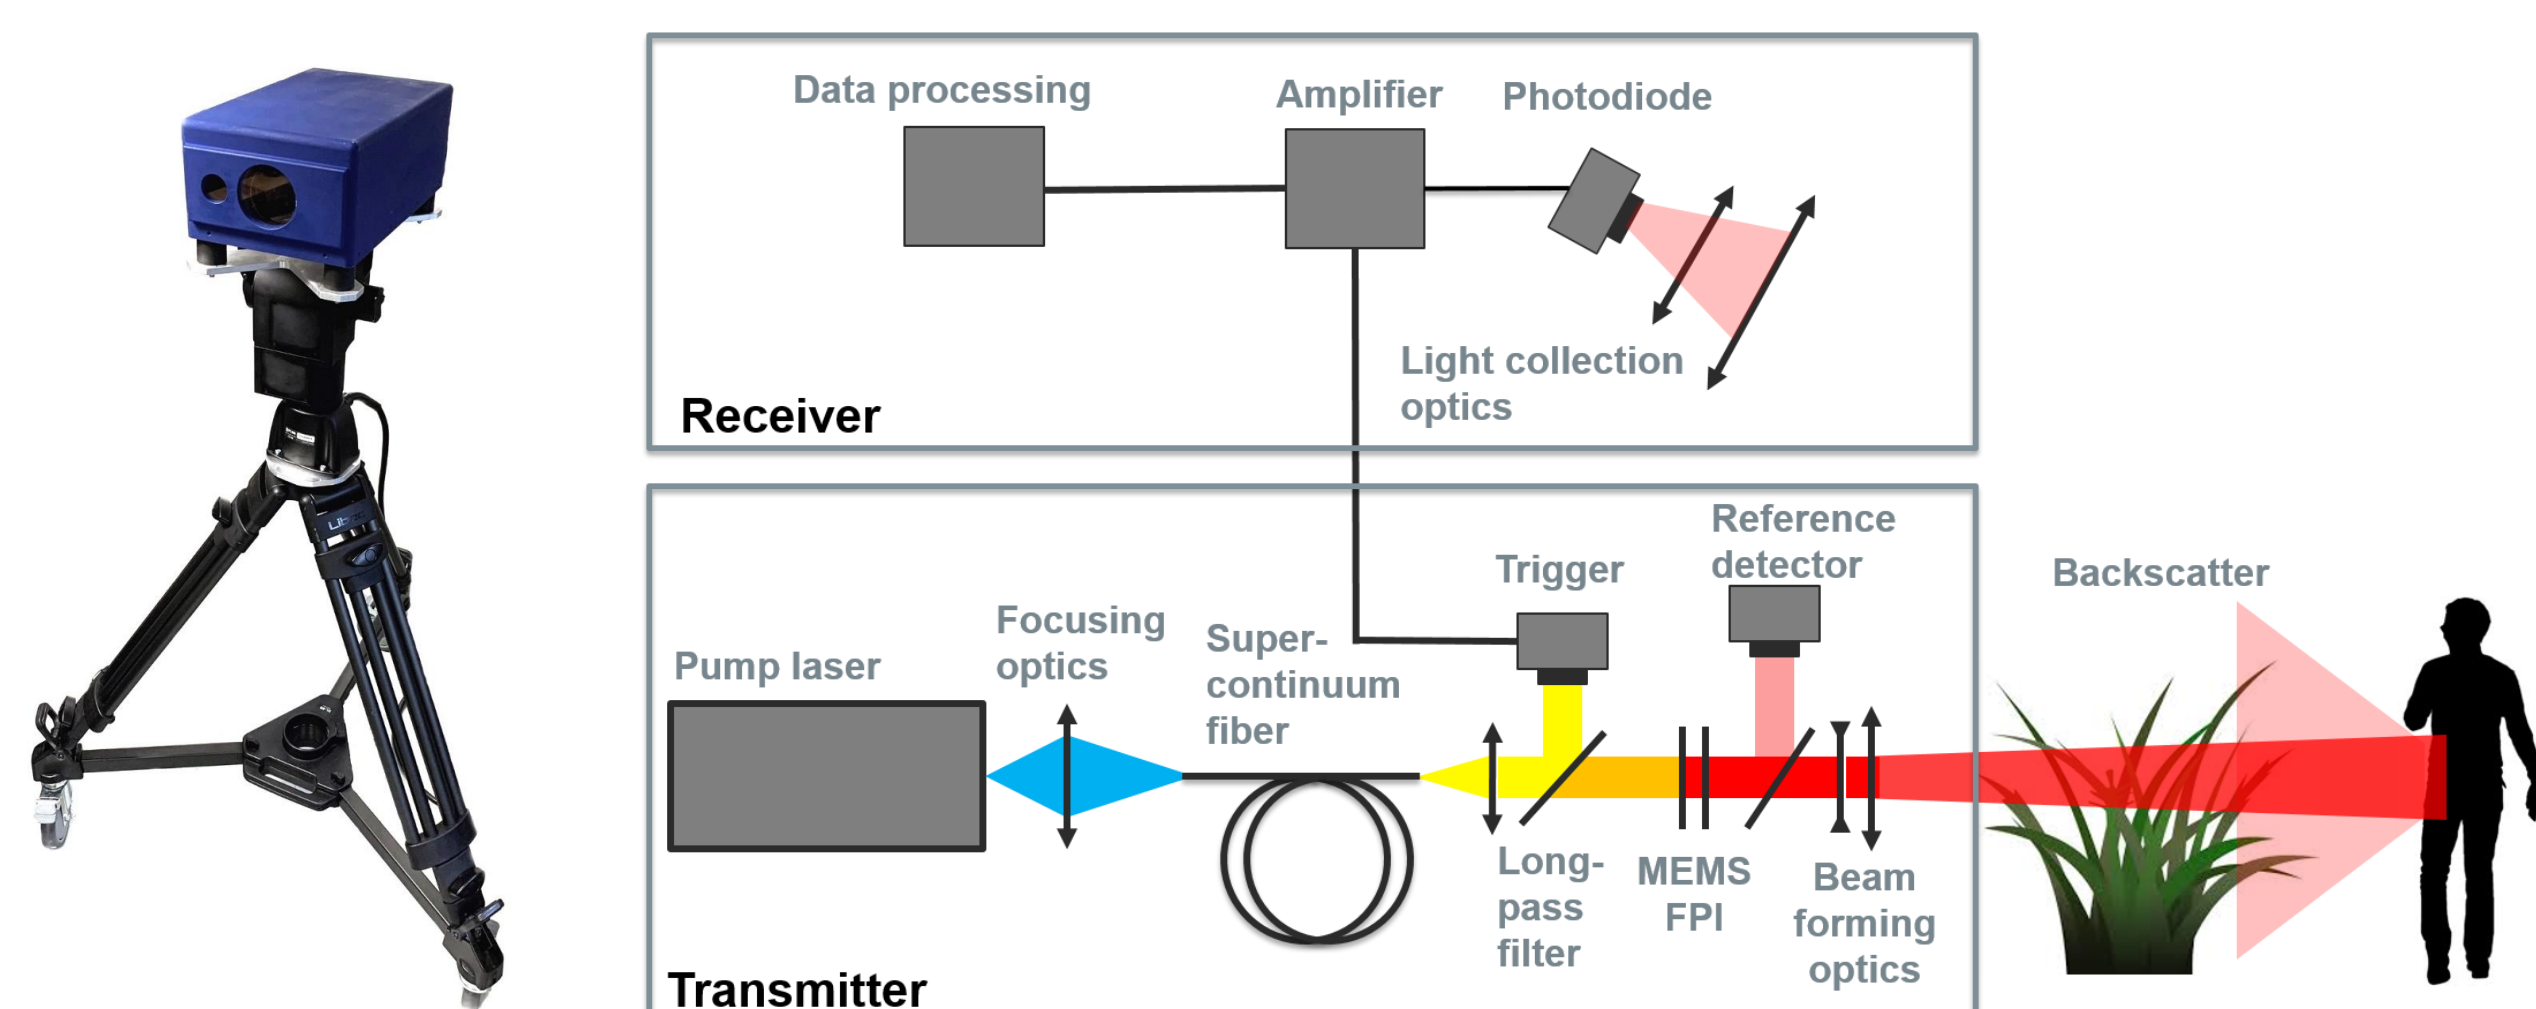 Data processing
Amplifier
Photodiode
Light collection
optics
Receiver
Reference
detector
Trigger
Backscatter
Focusing
optics
Super-
continuum
fiber
Pump laser
Long-
pass
filter
MEMS
FPI
Beam
forming
optics
Transmitter